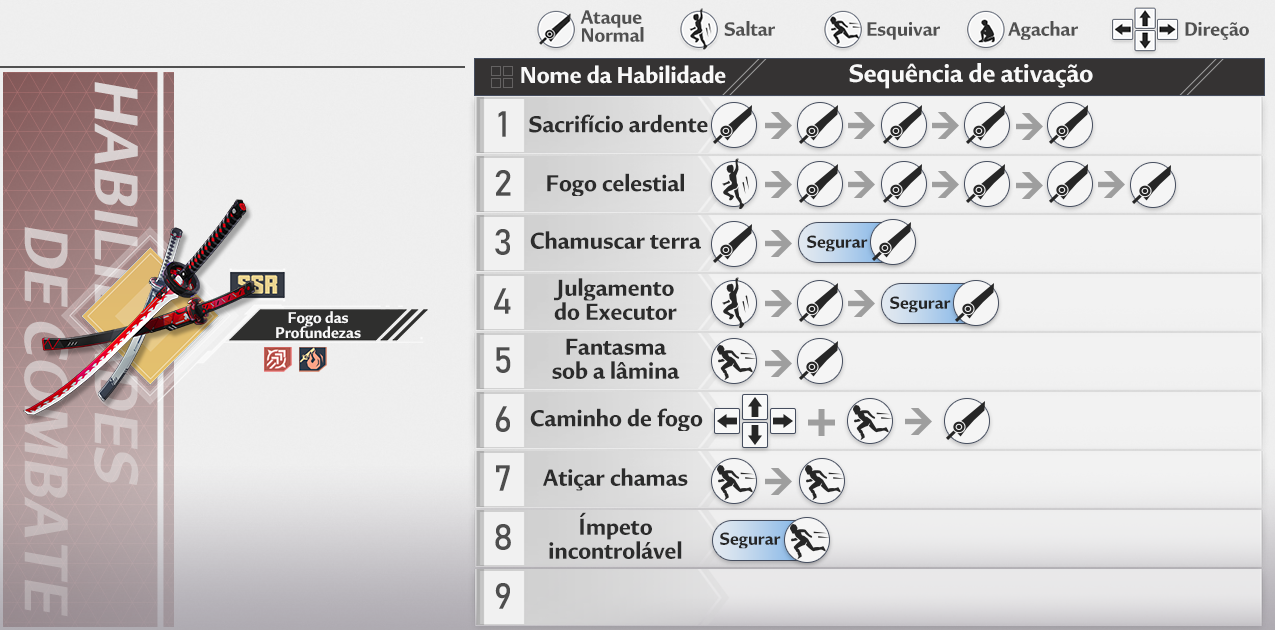 Ataque
Normal
Saltar
Esquivar
Agachar
Direção
Nome da Habilidade
Sequência de ativação
HABILIDADES
DE COMBATE
SSR
Fogo das
Profundezas
1
Sacrifício ardente
2
Fogo celestial
3
Chamuscar terra
Segurar
4
Julgamento
do Executor
Segurar
5
Fantasma
sob a lâmina
6
Caminho de fogo
7
Atiçar chamas
8
Ímpeto
incontrolável
Segurar
9